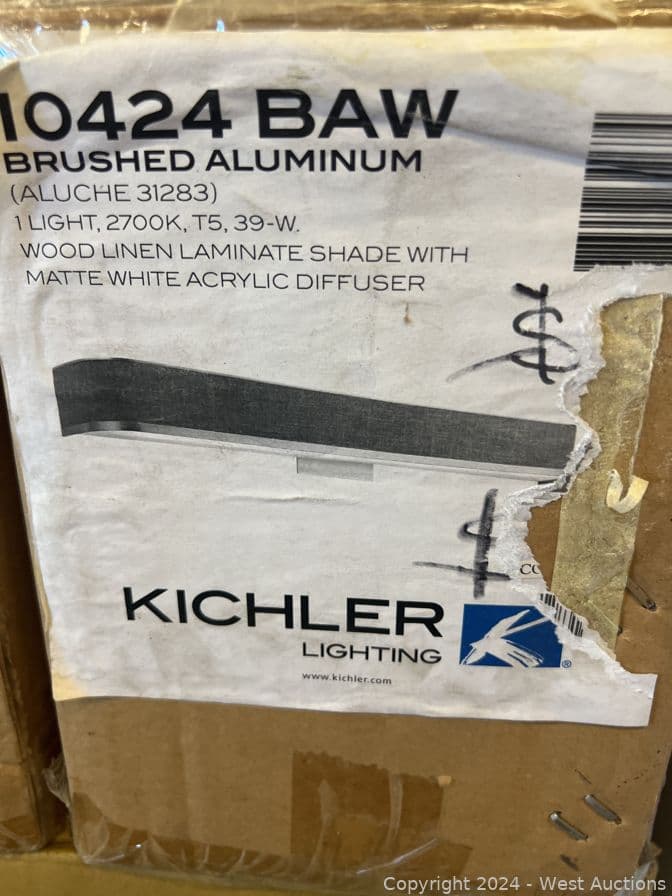 10424 BAW
BRUSHED ALUMINUM
(ALUCHE 31283)
1 LIGHT, 2700K, T5, 39-W.
WOOD LINEN LAMINATE SHADE WITH
MATTE WHITE ACRYLIC DIFFUSER
KICHLER
LIGHTING
®
www.kichler.com
Copyright 2024 - West Auctions